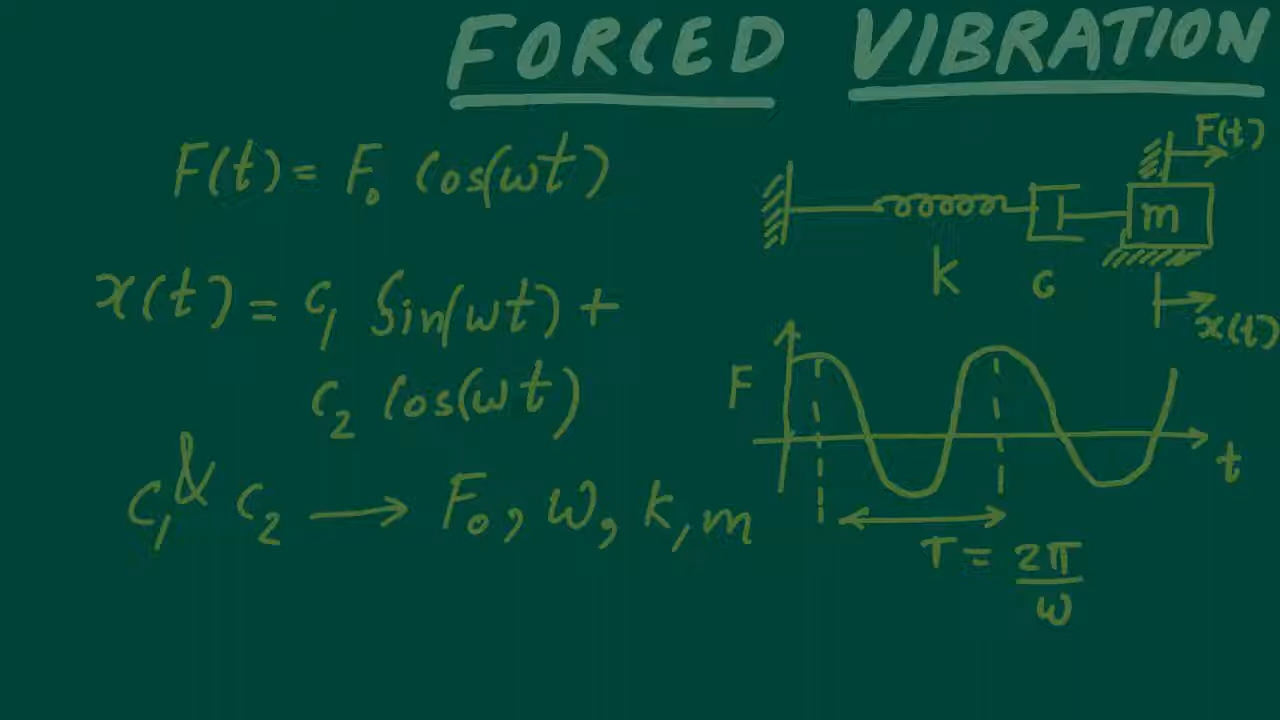 FORCED VIBRATION
F(t) = F₀ cos(ωt)
x(t) = c₁ Sin(ωt) +
c₂ cos(ωt)
c₁ & c₂ → F₀, ω, k, m
F(t)
m
k c
x(t)
F
t
T = 2π/ω